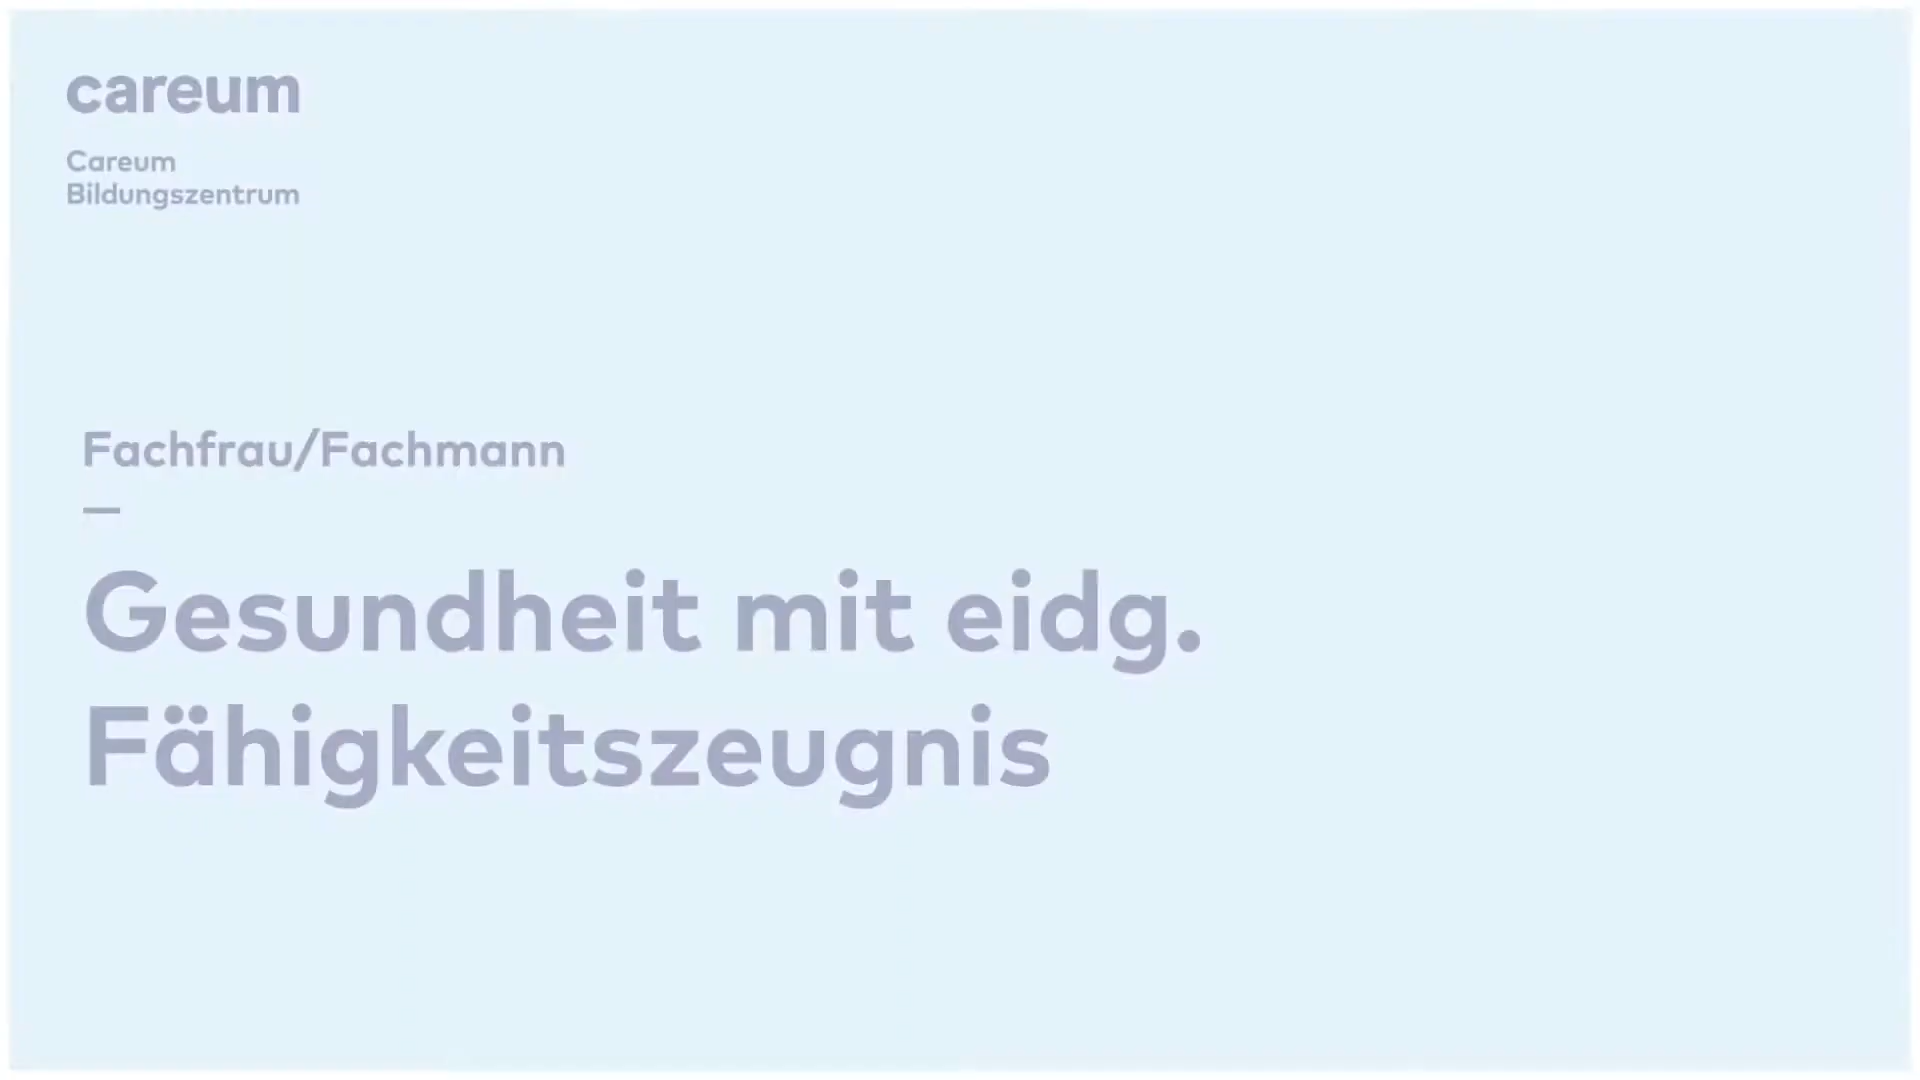 careum
Careum
Bildungszentrum
Fachfrau/Fachmann
—
Gesundheit mit eidg.
Fähigkeitszeugnis